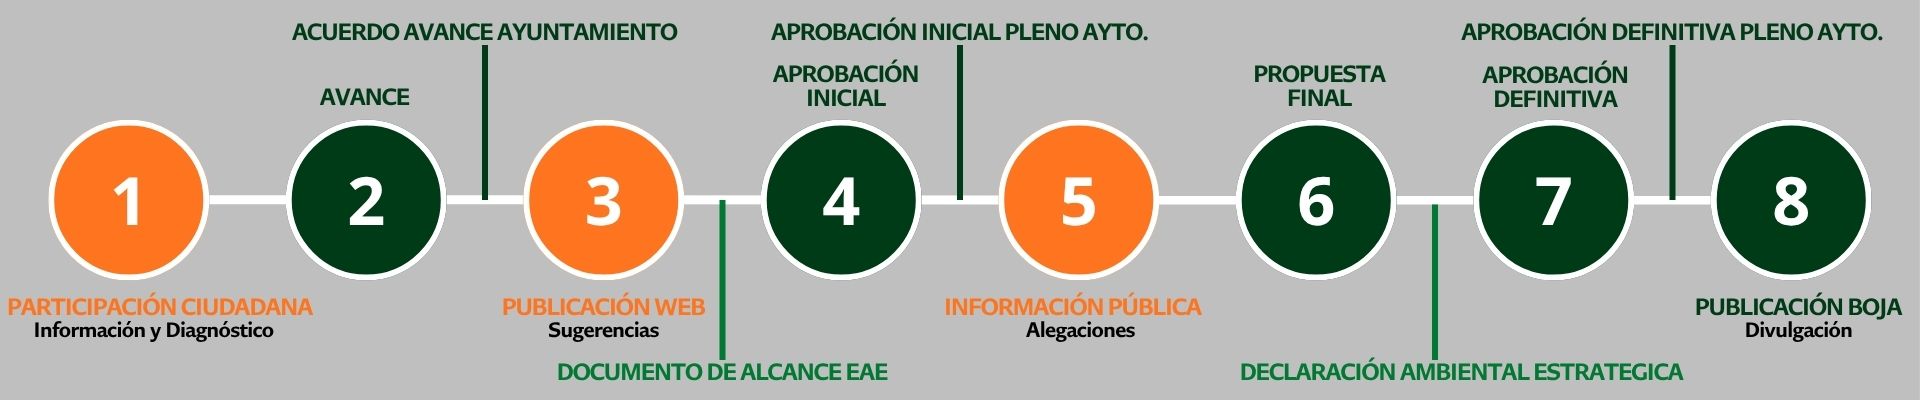 ACUERDO AVANCE AYUNTAMIENTO
APROBACIÓN INICIAL PLENO AYTO.
APROBACIÓN DEFINITIVA PLENO AYTO.
AVANCE
APROBACIÓN
INICIAL
PROPUESTA
FINAL
APROBACIÓN
DEFINITIVA
1
2
3
4
5
6
7
8
PARTICIPACIÓN CIUDADANA
Información y Diagnóstico
PUBLICACIÓN WEB
Sugerencias
INFORMACIÓN PÚBLICA
Alegaciones
PUBLICACIÓN BOJA
Divulgación
DOCUMENTO DE ALCANCE EAE
DECLARACIÓN AMBIENTAL ESTRATEGICA